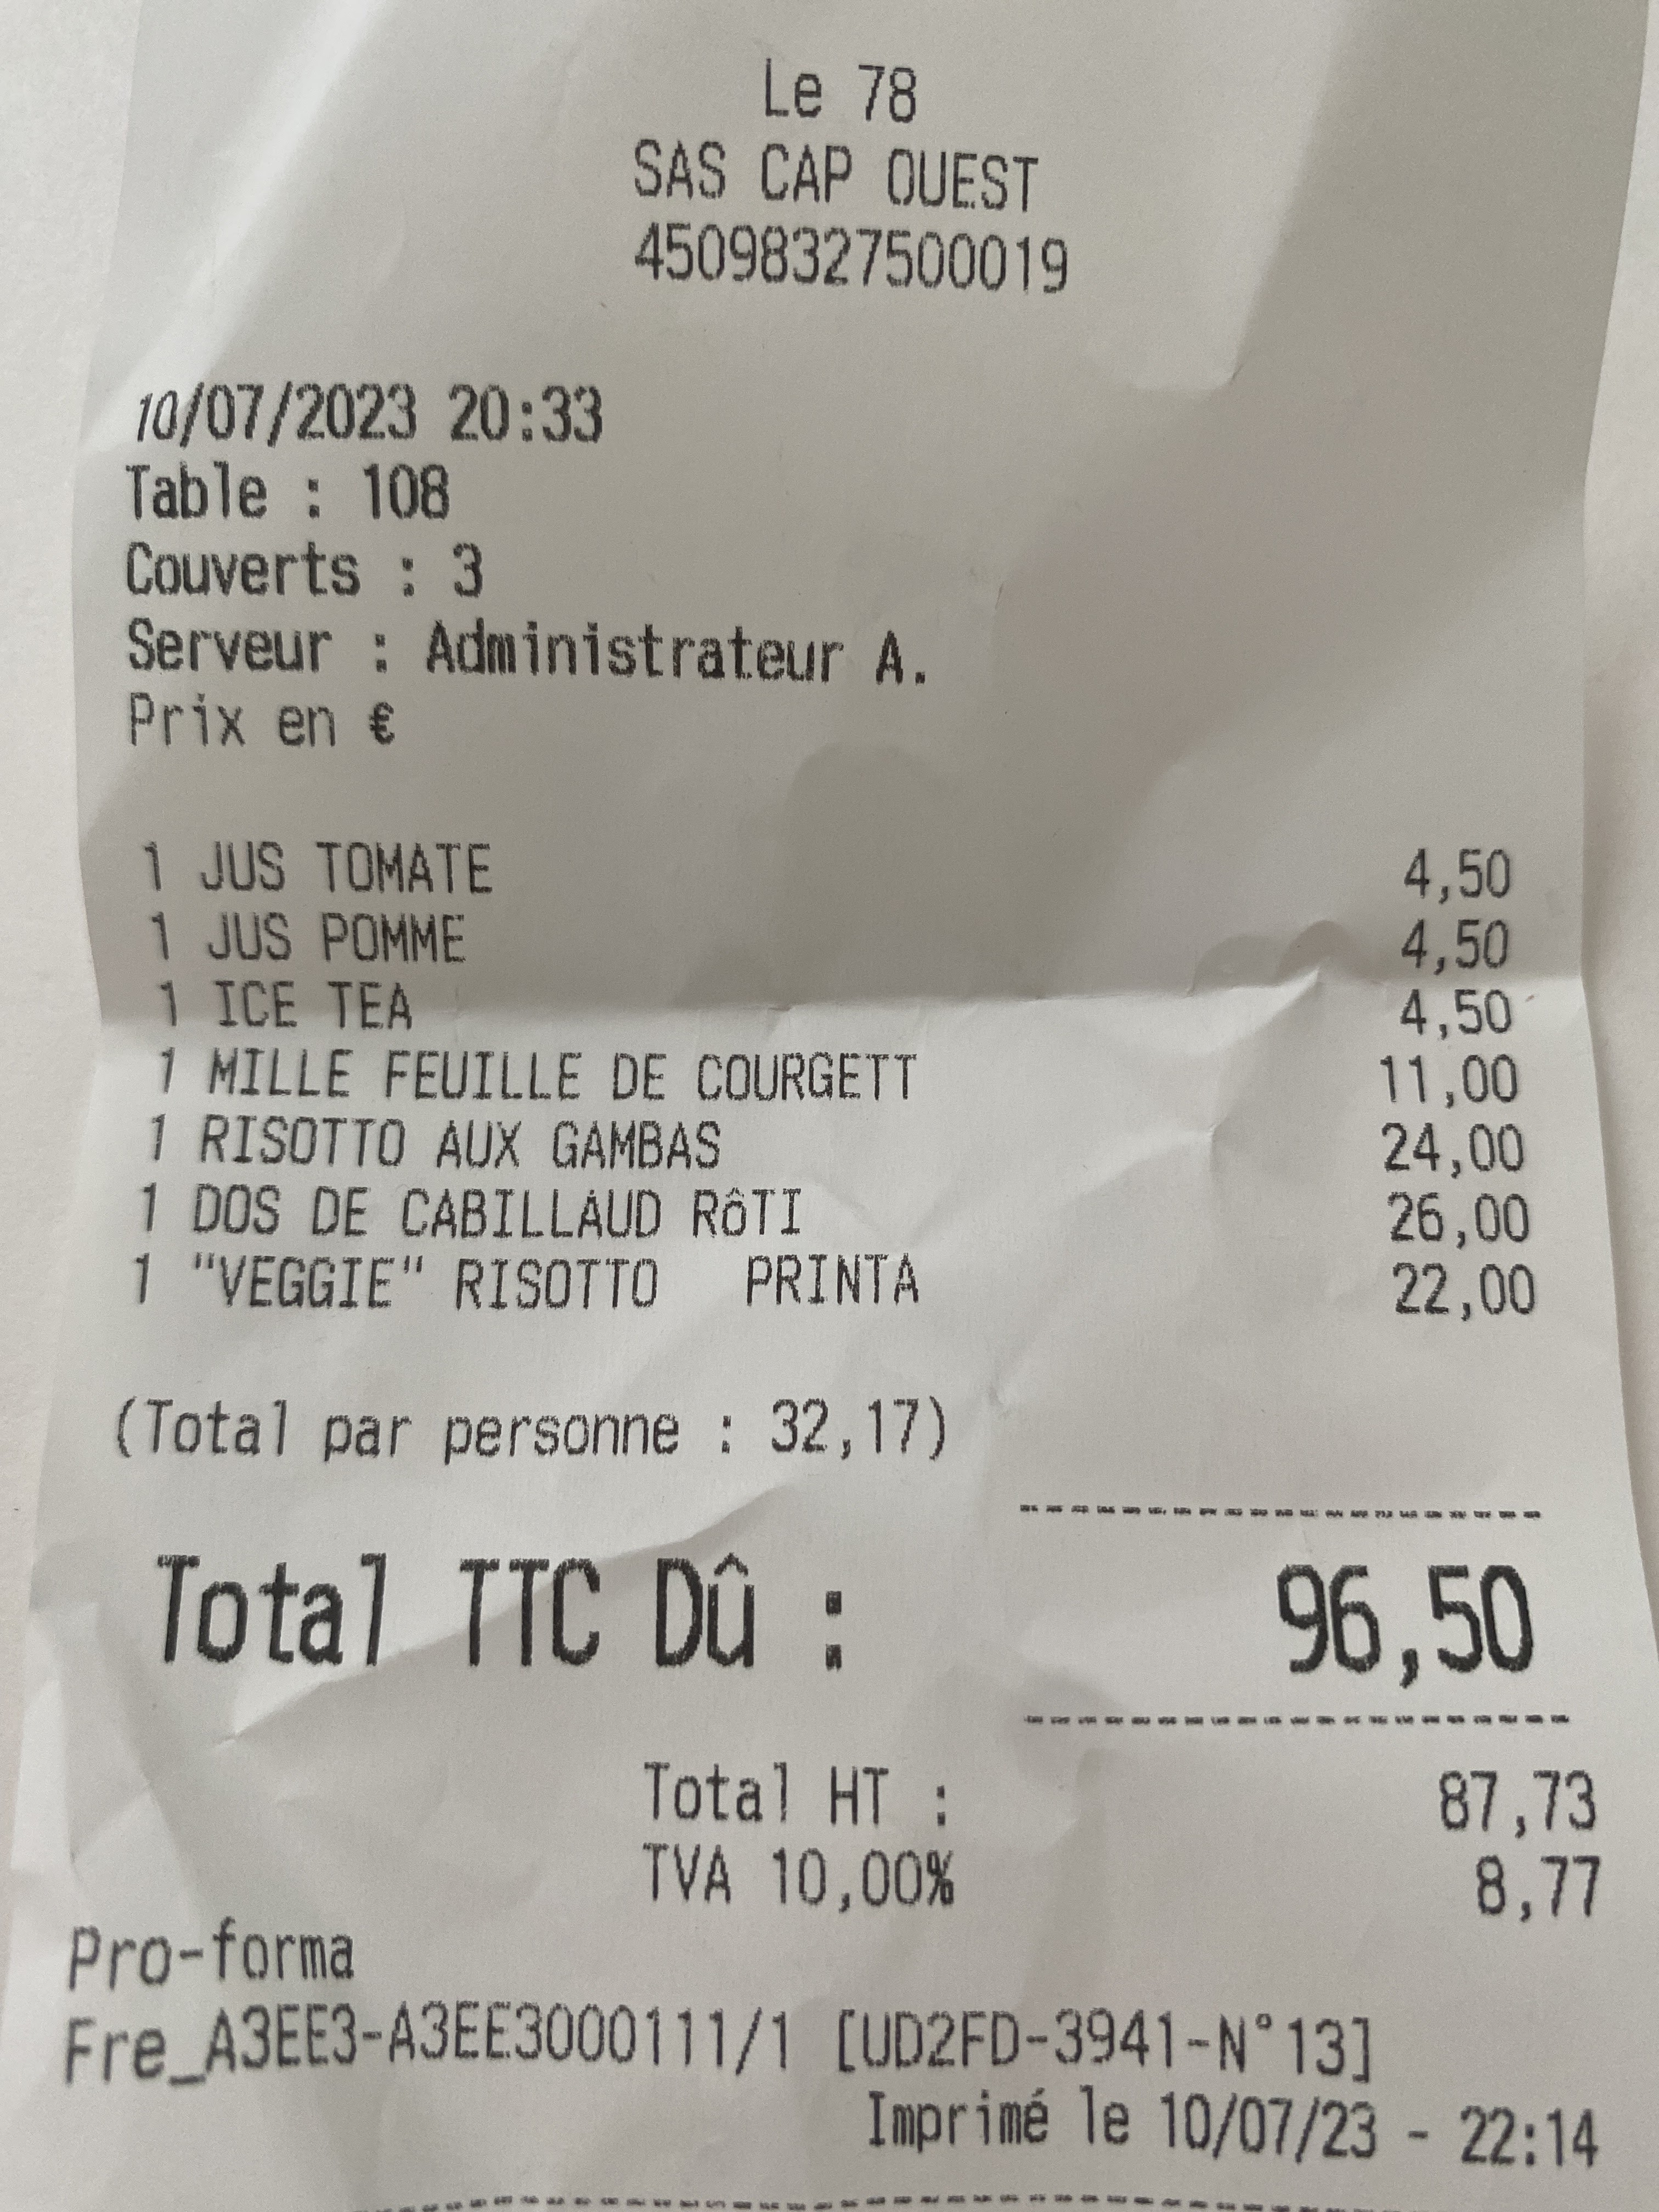 Le 78
SAS CAP OUEST
45098327500019
10/07/2023 20:33
Table : 108
Couverts : 3
Serveur : Administrateur A.
Prix en €
1 JUS TOMATE 4,50
1 JUS POMME 4,50
1 ICE TEA 4,50
1 MILLE FEUILLE DE COURGETT 11,00
1 RISOTTO AUX GAMBAS 24,00
1 DOS DE CABILLAUD RôTI 26,00
1 "VEGGIE" RISOTTO PRINTA 22,00
(Total par personne : 32,17)
Total TTC Dû : 96,50
Total HT : 87,73
TVA 10,00% 8,77
Pro-forma
Fre_A3EE3-A3EE3000111/1 [UD2FD-3941-N°13]
Imprimé le 10/07/23 - 22:14